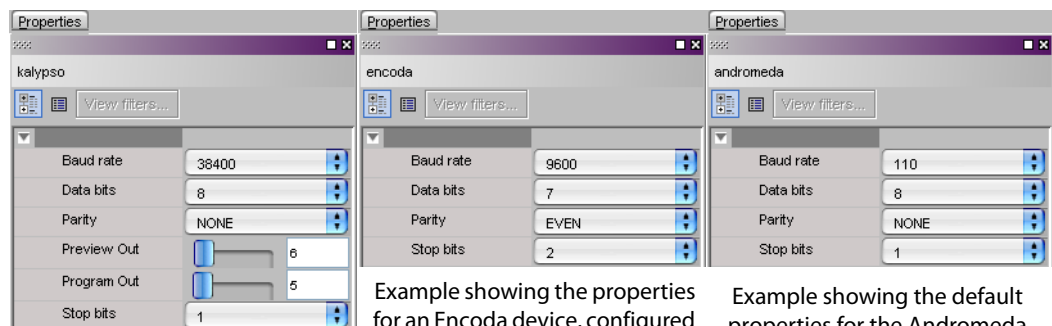 Properties
kalypso
View filters...
Baud rate 38400
Data bits 8
Parity NONE
Preview Out 6
Program Out 5
Stop bits 1
Properties
encoda
View filters...
Baud rate 9600
Data bits 7
Parity EVEN
Stop bits 2
Example showing the properties
for an Encoda device, configured
Properties
andromeda
View filters...
Baud rate 110
Data bits 8
Parity NONE
Stop bits 1
Example showing the default
properties for the Andromeda